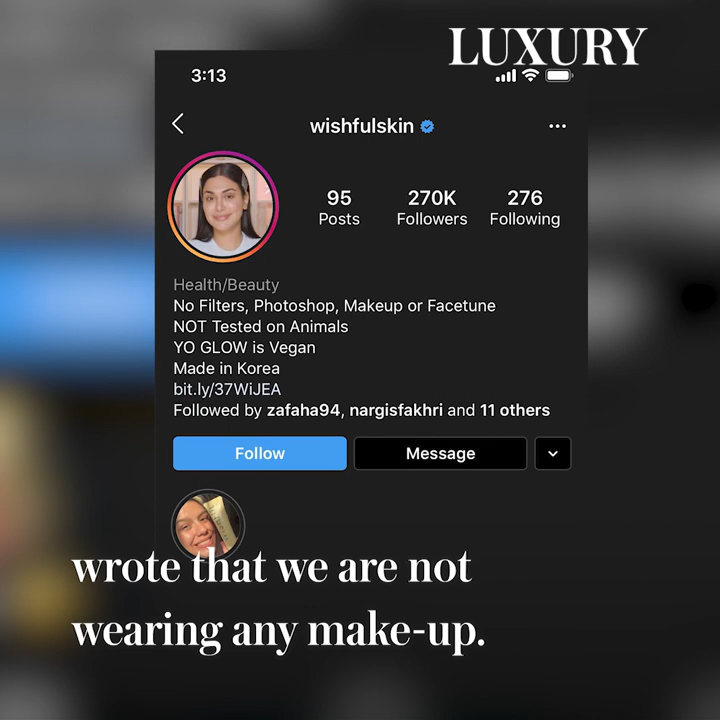 LUXURY
3:13
wishfulskin
95
Posts
270K
Followers
276
Following
Health/Beauty
No Filters, Photoshop, Makeup or Facetune
NOT Tested on Animals
YO GLOW is Vegan
Made in Korea
bit.ly/37WiJEA
Followed by zafaha94, nargisfakhri and 11 others
Follow
Message
wrote that we are not
wearing any make-up.